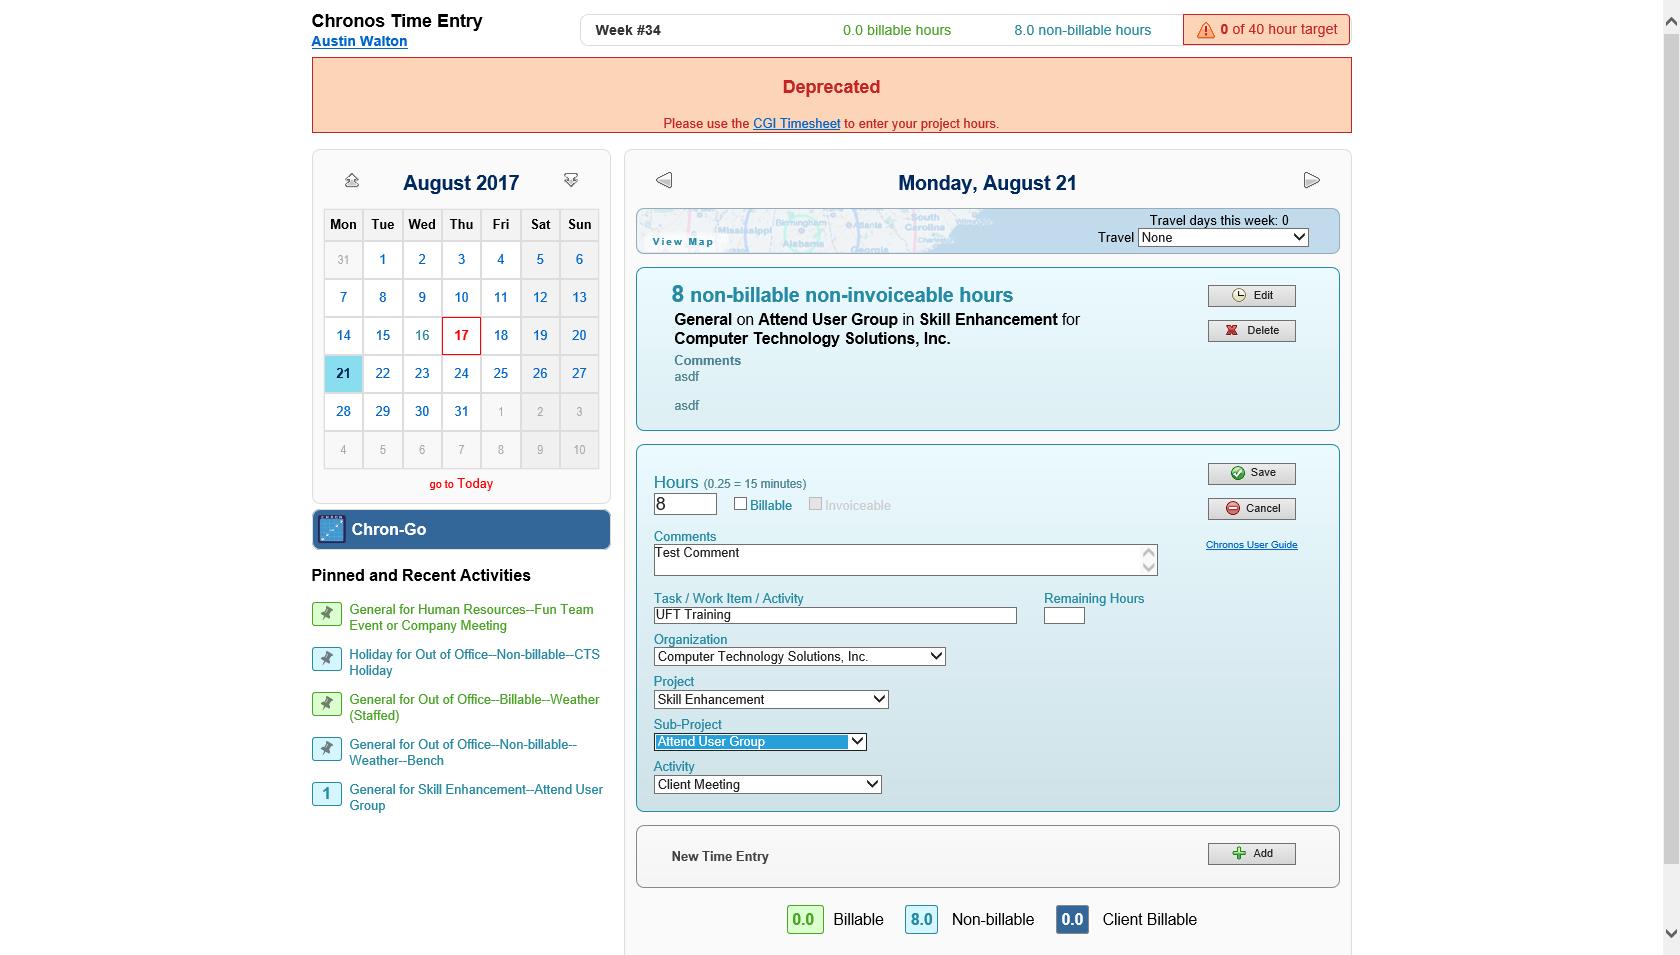 Chronos Time Entry
Austin Walton
Week #34 0.0 billable hours 8.0 non-billable hours 0 of 40 hour target
Deprecated
Please use the CGI Timesheet to enter your project hours.
August 2017
Mon Tue Wed Thu Fri Sat Sun
31 1 2 3 4 5 6
7 8 9 10 11 12 13
14 15 16 17 18 19 20
21 22 23 24 25 26 27
28 29 30 31 1 2 3
4 5 6 7 8 9 10
go to Today
Chron-Go
Pinned and Recent Activities
General for Human Resources--Fun Team
Event or Company Meeting
Holiday for Out of Office--Non-billable--CTS
Holiday
General for Out of Office--Billable--Weather
(Staffed)
General for Out of Office--Non-billable--
Weather--Bench
1 General for Skill Enhancement--Attend User
Group
Monday, August 21
View Map
Mississippi
Birmingham
Alabama
Atlanta
Georgia
South
Carolina
Travel days this week: 0
Travel None
8 non-billable non-invoiceable hours
General on Attend User Group in Skill Enhancement for
Computer Technology Solutions, Inc.
Comments
asdf
asdf
Edit
Delete
Hours (0.25 = 15 minutes)
8 Billable Invoiceable
Save
Cancel
Chronos User Guide
Comments
Test Comment
Task / Work Item / Activity Remaining Hours
UFT Training
Organization
Computer Technology Solutions, Inc.
Project
Skill Enhancement
Sub-Project
Attend User Group
Activity
Client Meeting
New Time Entry Add
0.0 Billable 8.0 Non-billable 0.0 Client Billable